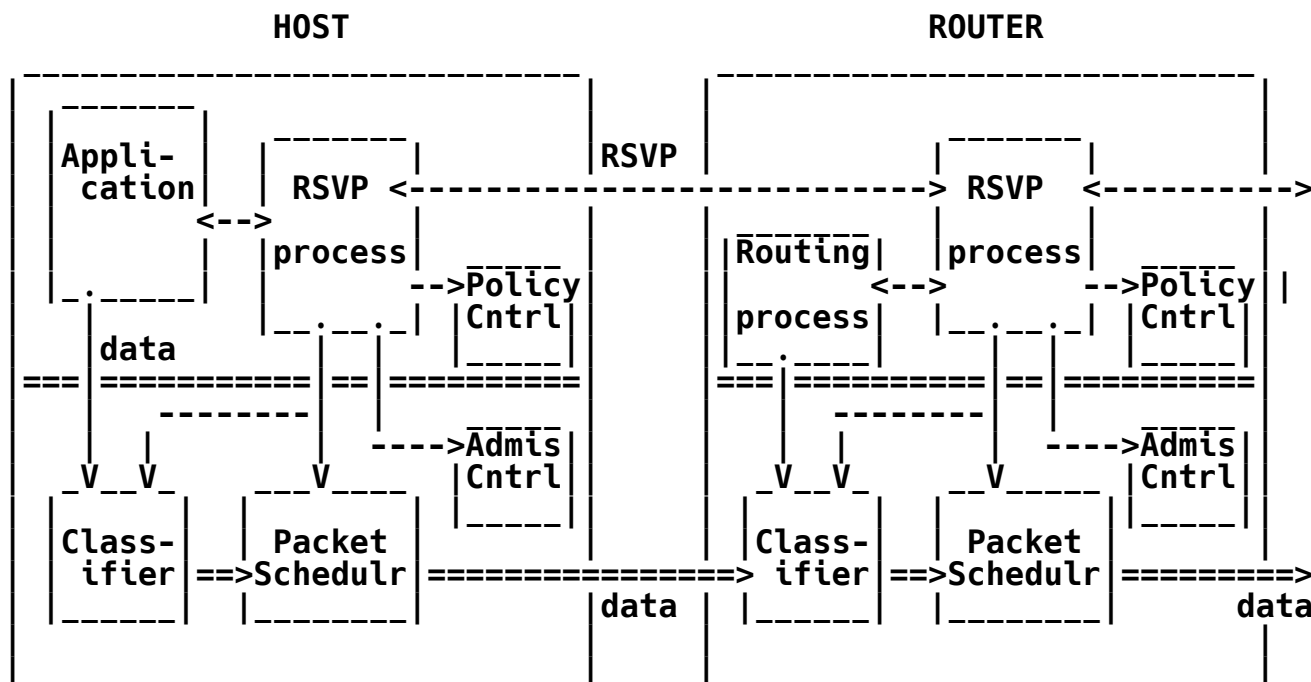 HOST ROUTER
Appli- RSVP
cation RSVP RSVP
process Routing process
Policy Policy
Cntrl process Cntrl
data
Admis Admis
Cntrl Cntrl
Class- Packet Class- Packet
ifier Schedulr ifier Schedulr
data data